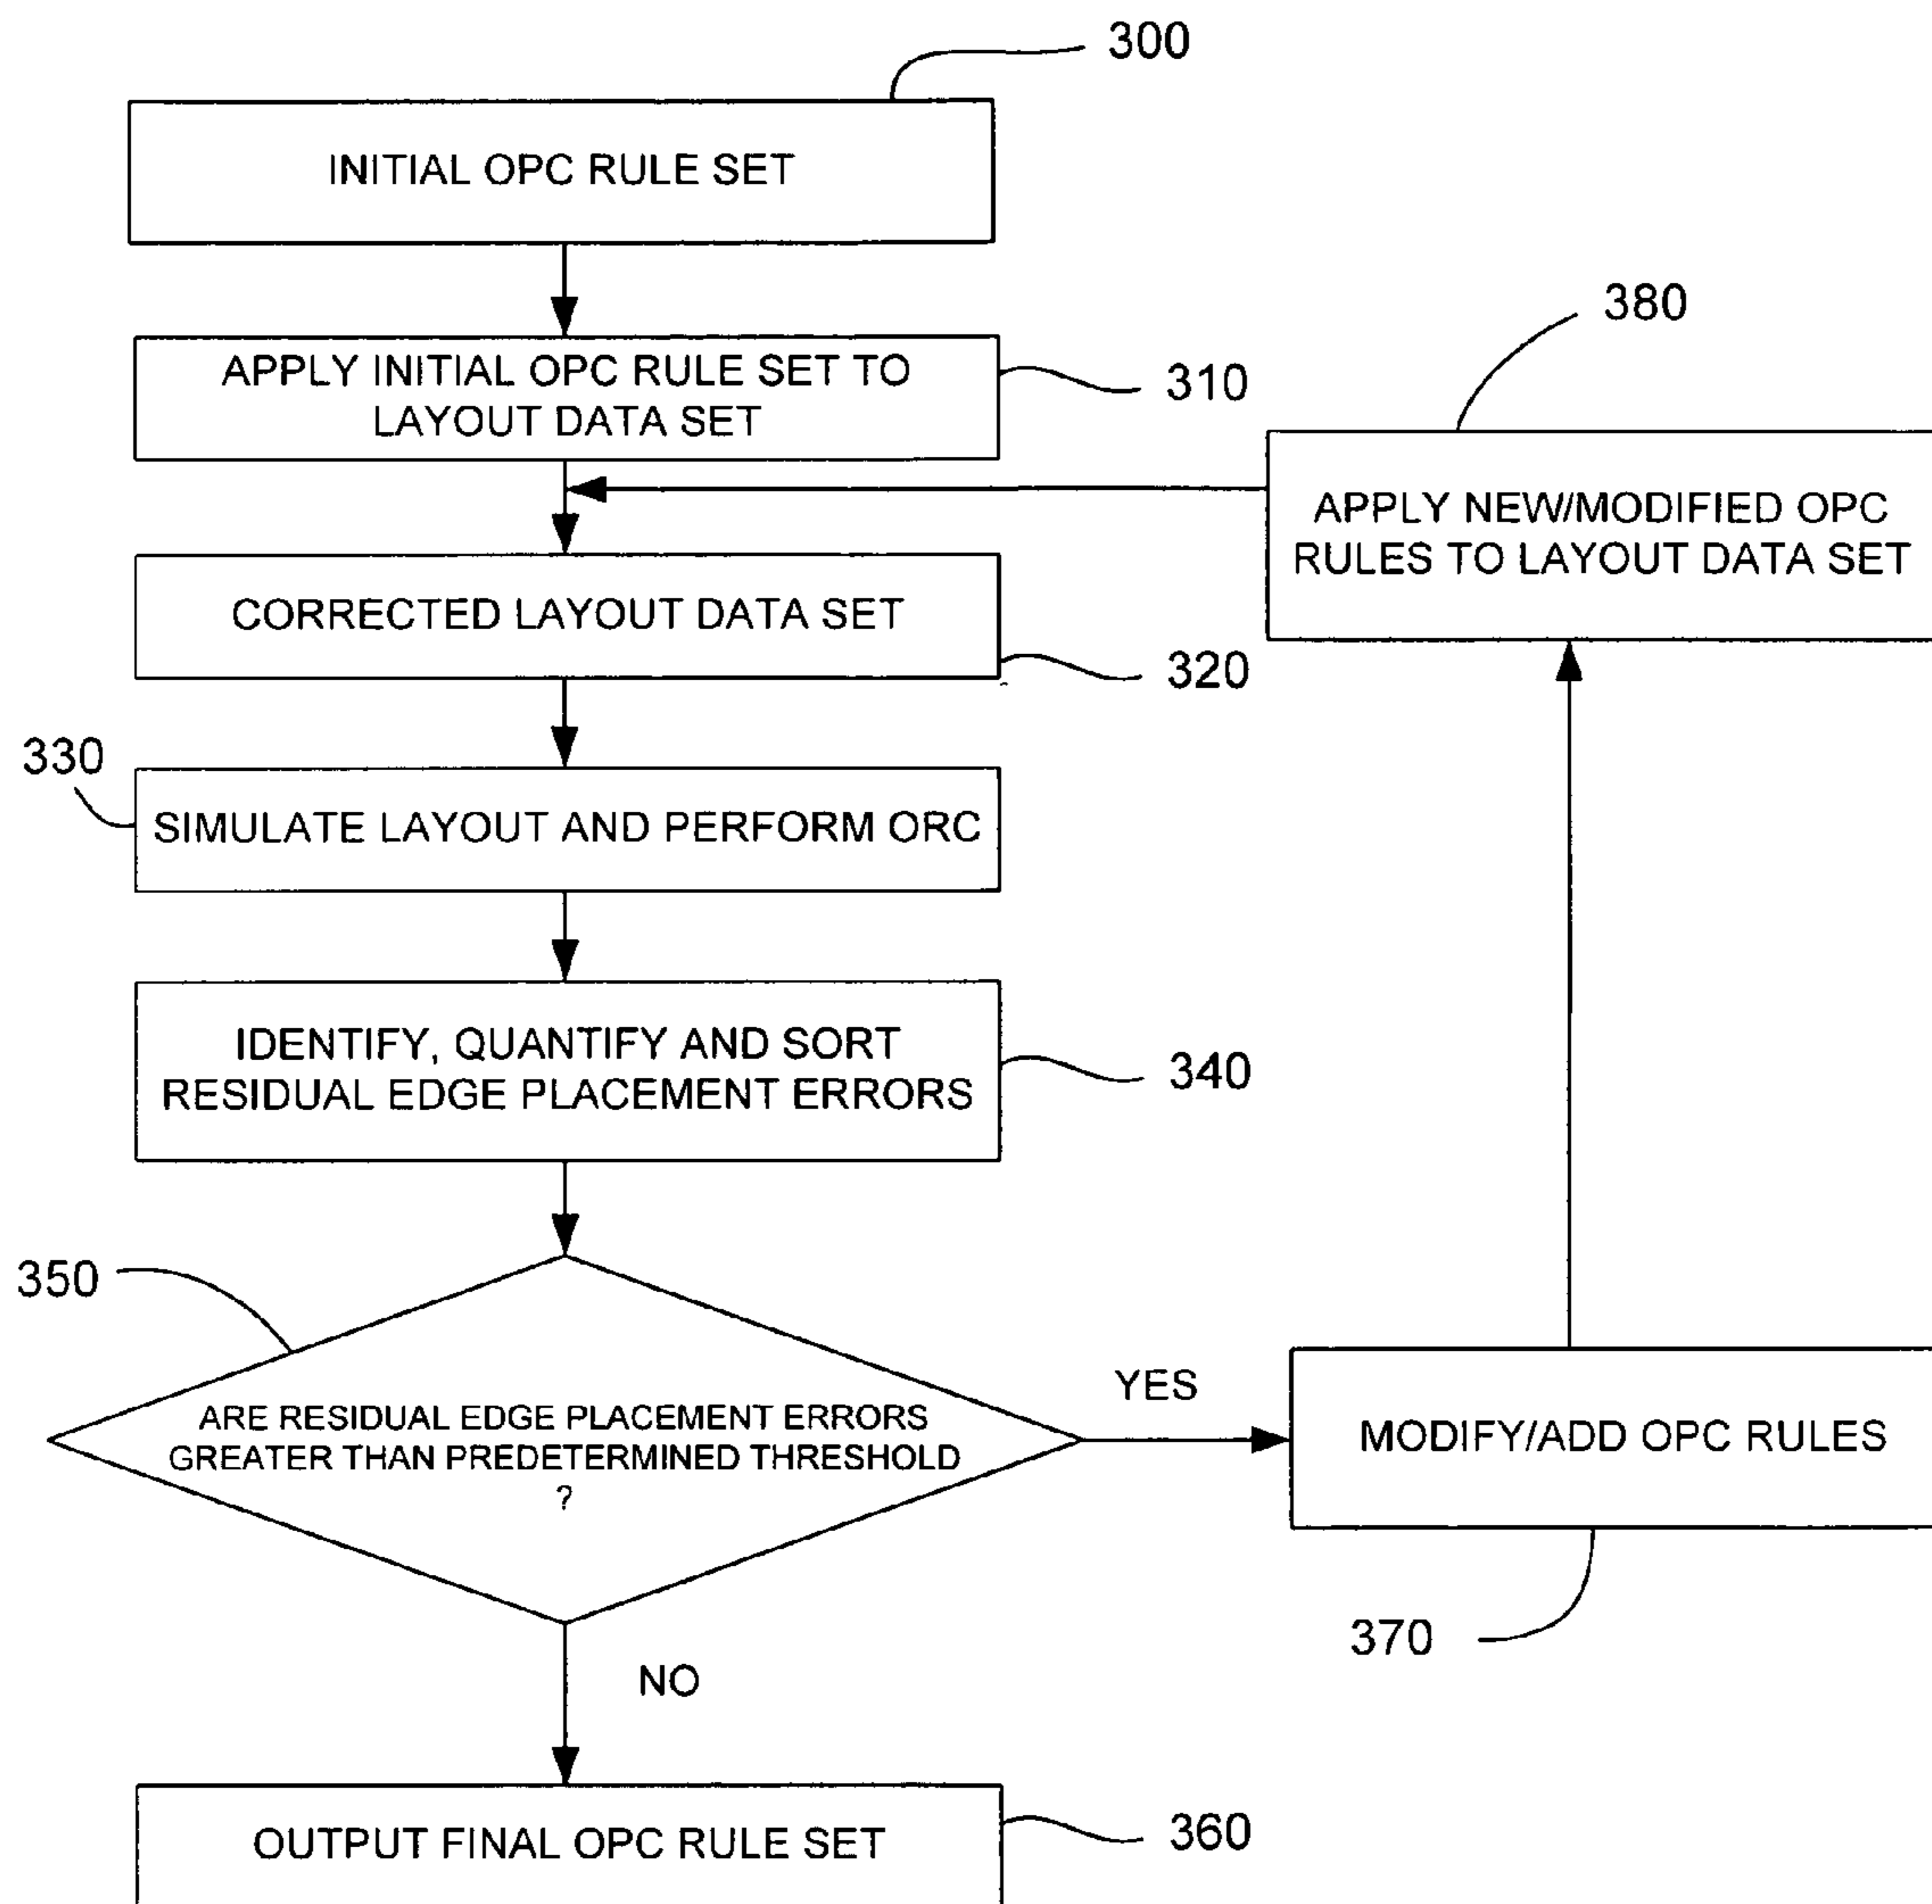 300
INITIAL OPC RULE SET
APPLY INITIAL OPC RULE SET TO
LAYOUT DATA SET
310
380
APPLY NEW/MODIFIED OPC
RULES TO LAYOUT DATA SET
CORRECTED LAYOUT DATA SET
320
330
SIMULATE LAYOUT AND PERFORM ORC
IDENTIFY, QUANTIFY AND SORT
RESIDUAL EDGE PLACEMENT ERRORS
340
350
ARE RESIDUAL EDGE PLACEMENT ERRORS
GREATER THAN PREDETERMINED THRESHOLD
?
YES
MODIFY/ADD OPC RULES
370
NO
OUTPUT FINAL OPC RULE SET
360